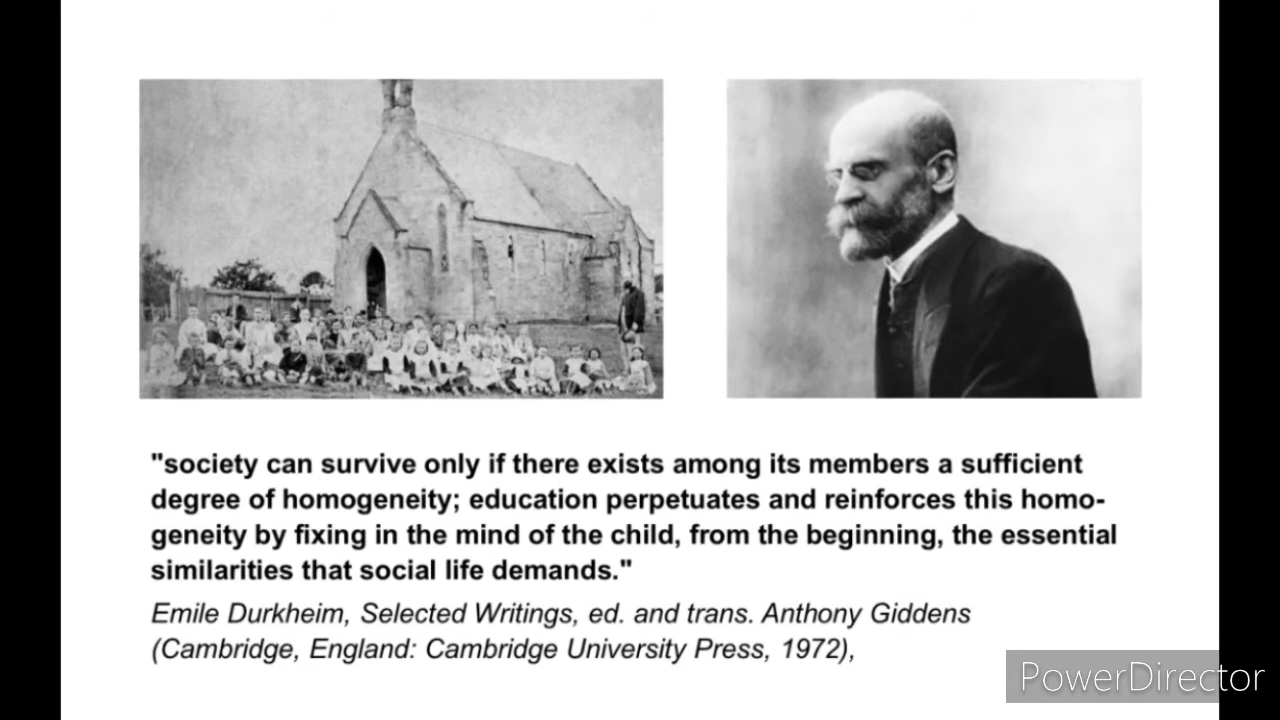 "society can survive only if there exists among its members a sufficient
degree of homogeneity; education perpetuates and reinforces this homo-
geneity by fixing in the mind of the child, from the beginning, the essential
similarities that social life demands."
Emile Durkheim, Selected Writings, ed. and trans. Anthony Giddens
(Cambridge, England: Cambridge University Press, 1972),
PowerDirector